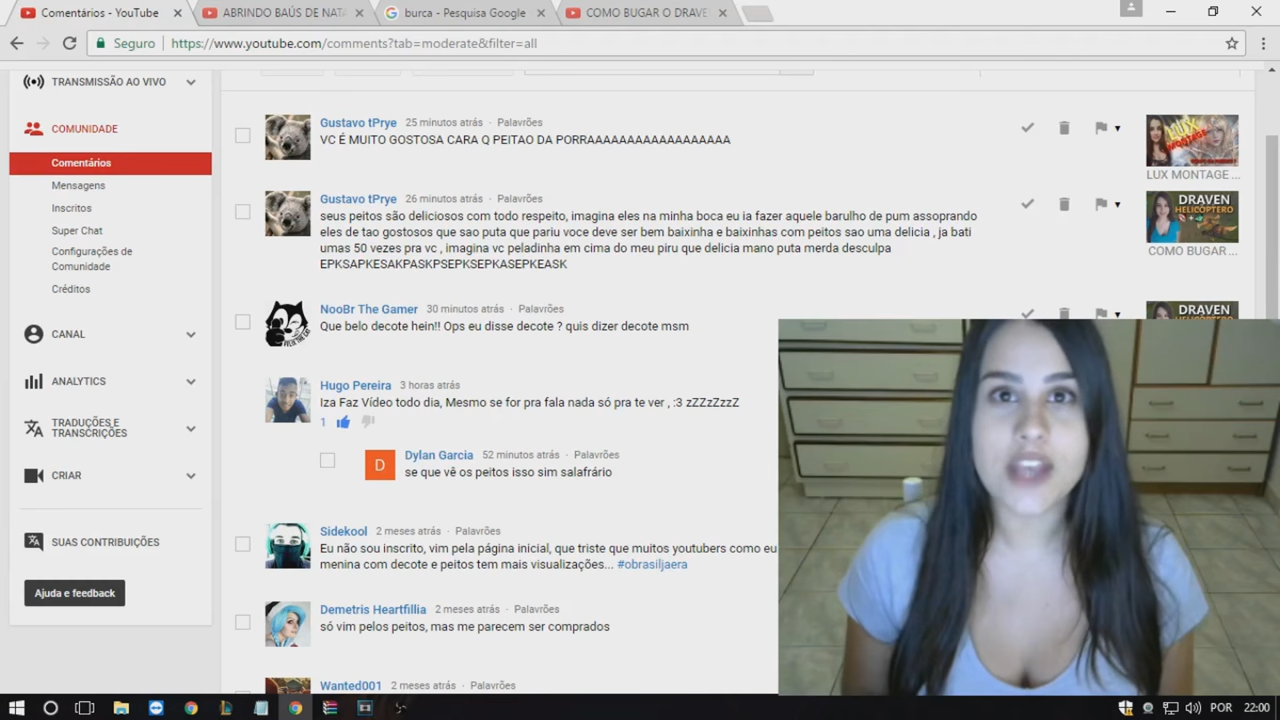 Comentários - YouTube
ABRINDO BAÚS DE NATA
burca - Pesquisa Google
COMO BUGAR O DRAVE
Seguro
https://www.youtube.com/comments?tab=moderate&filter=all
TRANSMISSÃO AO VIVO
COMUNIDADE
Comentários
Mensagens
Inscritos
Super Chat
Configurações de
Comunidade
Créditos
CANAL
ANALYTICS
TRADUÇÕES E
TRANSCRIÇÕES
CRIAR
SUAS CONTRIBUIÇÕES
Ajuda e feedback
Gustavo tPrye 25 minutos atrás · Palavrões
VC É MUITO GOSTOSA CARA Q PEITAO DA PORRAAAAAAAAAAAAAAAAAAA
LUX MONTAGE
LUX MONTAGE ...
Gustavo tPrye 26 minutos atrás · Palavrões
seus peitos são deliciosos com todo respeito, imagina eles na minha boca eu ia fazer aquele barulho de pum assoprando
eles de tao gostosos que sao puta que pariu voce deve ser bem baixinha e baixinhas com peitos sao uma delicia , ja bati
umas 50 vezes pra vc , imagina vc peladinha em cima do meu piru que delicia mano puta merda desculpa
EPKSAPKESAKPASKPSEPKSEPKASEPKEASK
DRAVEN
HELICÓPTERO
COMO BUGAR ...
NooBr The Gamer 30 minutos atrás · Palavrões
Que belo decote hein!! Ops eu disse decote ? quis dizer decote msm
DRAVEN
HELICÓPTERO
Hugo Pereira 3 horas atrás
Iza Faz Vídeo todo dia, Mesmo se for pra fala nada só pra te ver , :3 zZZzZzzZ
1
D
Dylan Garcia 52 minutos atrás · Palavrões
se que vê os peitos isso sim salafrário
Sidekool 2 meses atrás · Palavrões
Eu não sou inscrito, vim pela página inicial, que triste que muitos youtubers como eu
menina com decote e peitos tem mais visualizações... #obrasiljaera
Demetris Heartfillia 2 meses atrás · Palavrões
só vim pelos peitos, mas me parecem ser comprados
Wanted001 2 meses atrás · Palavrões
POR 22:00